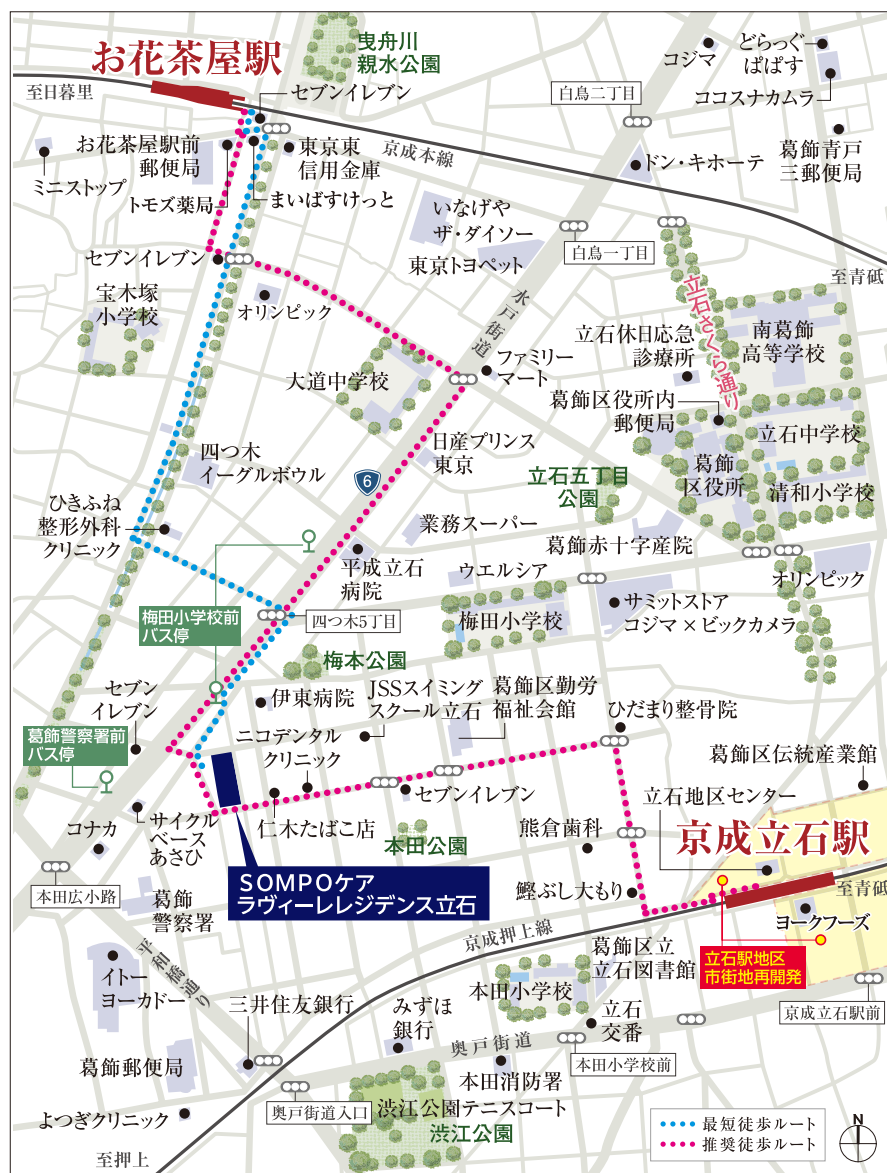 お花茶屋駅
曳舟川
親水公園
コジマ
どらっぐ
ぱぱす
至日暮里
セブンイレブン
白鳥二丁目
ココスナカムラ
お花茶屋駅前
郵便局
東京東
信用金庫
京成本線
ドン・キホーテ
葛飾青戸
三郵便局
ミニストップ
トモズ薬局
まいばすけっと
いなげや
ザ・ダイソー
東京トヨペット
白鳥一丁目
セブンイレブン
至青砥
宝木塚
小学校
オリンピック
水戸街道
立石さくら通り
南葛飾
高等学校
立石休日応急
診療所
大道中学校
ファミリー
マート
葛飾区役所内
郵便局
立石中学校
日産プリンス
東京
四つ木
イーグルボウル
6
立石五丁目
公園
葛飾
区役所
清和小学校
ひきふね
整形外科
クリニック
業務スーパー
葛飾赤十字産院
平成立石
病院
ウエルシア
オリンピック
梅田小学校前
バス停
四つ木5丁目
梅田小学校
サミットストア
コジマ×ビックカメラ
梅本公園
セブン
イレブン
伊東病院
JSSスイミング
スクール立石
葛飾区勤労
福祉会館
ひだまり整骨院
葛飾警察署前
バス停
ニコデンタル
クリニック
葛飾区伝統産業館
セブンイレブン
立石地区センター
コナカ
サイクル
ベース
あさひ
仁木たばこ店
本田公園
熊倉歯科
京成立石駅
SOMPOケア
ラヴィーレレジデンス立石
本田広小路
葛飾
警察署
鰹ぶし大もり
至青砥
ヨークフーズ
京成押上線
平和橋通り
イトー
ヨーカドー
葛飾区立
立石図書館
立石駅地区
市街地再開発
本田小学校
三井住友銀行
みずほ
銀行
立石
交番
京成立石駅前
奥戸街道
葛飾郵便局
本田消防署
本田小学校前
よつぎクリニック
奥戸街道入口
渋江公園テニスコート
渋江公園
最短徒歩ルート
推奨徒歩ルート
N
至押上